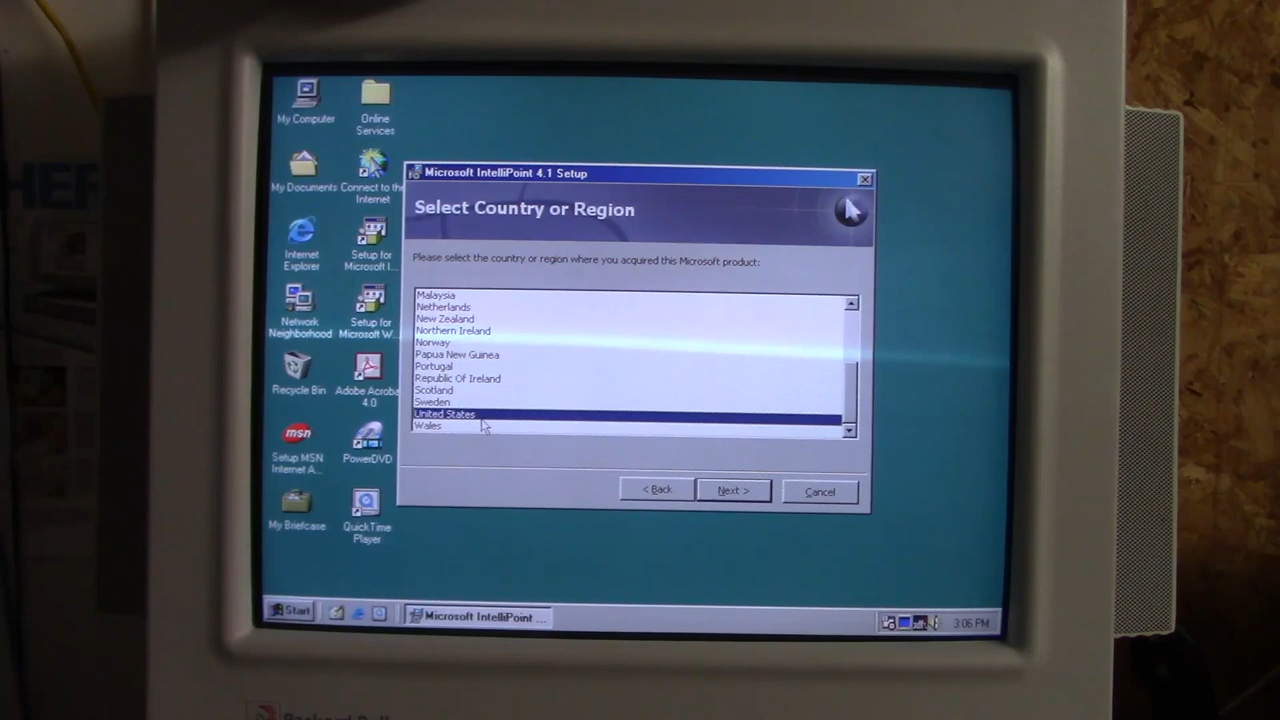 My Computer
Online
Services
My Documents
Connect to the
Internet
Internet
Explorer
Setup for
Microsoft I...
Network
Neighborhood
Setup for
Microsoft W...
Recycle Bin
Adobe Acroba
4.0
msn
Setup MSN
Internet A...
PowerDVD
My Briefcase
QuickTime
Player
Microsoft IntelliPoint 4.1 Setup
Select Country or Region
Please select the country or region where you acquired this Microsoft product:
Malaysia
Netherlands
New Zealand
Northern Ireland
Norway
Papua New Guinea
Portugal
Republic Of Ireland
Scotland
Sweden
United States
Wales
< Back
Next >
Cancel
Start
Microsoft IntelliPoint ...
3:06 PM